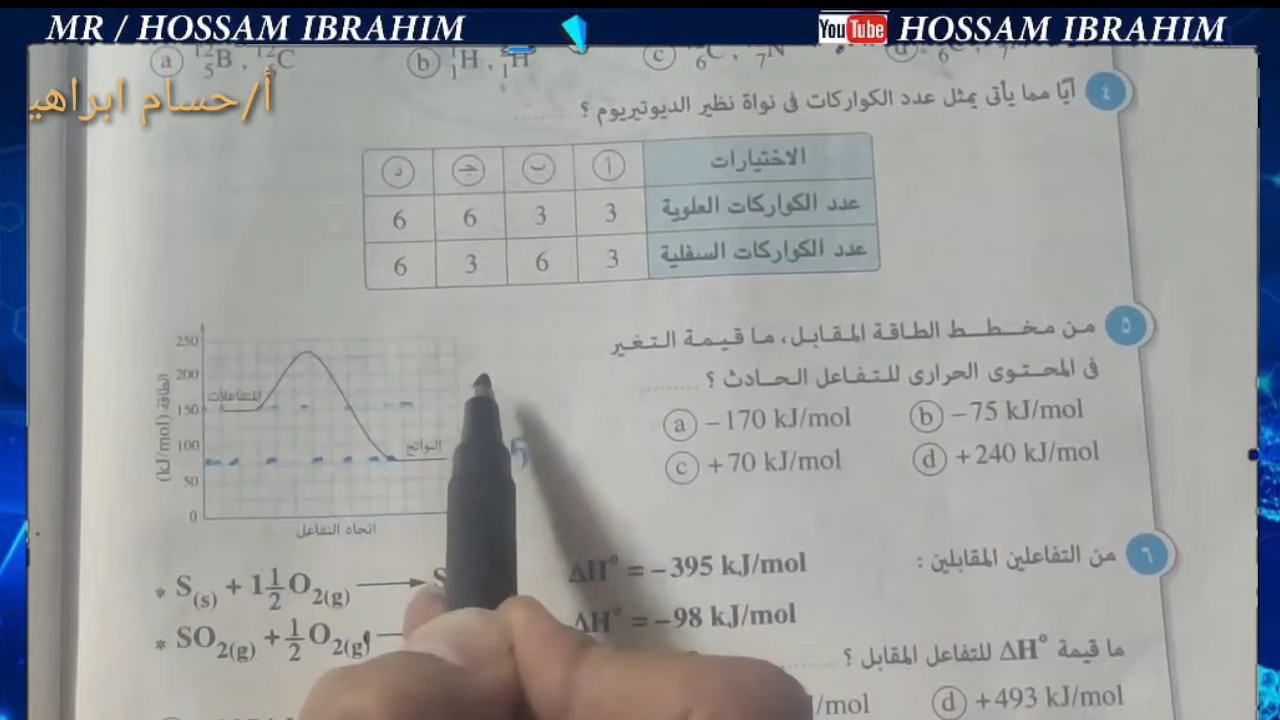 MR / HOSSAM IBRAHIM
YouTube HOSSAM IBRAHIM
أ/حسام ابراهي
٤ أيًا مما يأتى يمثل عدد الكواركات فى نواة نظير الديوتيريوم ؟
الاختيارات أ ب جـ د
عدد الكواركات العلوية 3 3 6 6
عدد الكواركات السفلية 3 6 3 6
٥ من مخطط الطاقة المقابل، ما قيمة التغير
فى المحتوى الحرارى للتفاعل الحادث ؟
a −170 kJ/mol b −75 kJ/mol
c +70 kJ/mol d +240 kJ/mol
الطاقة (kJ/mol)
250
200
150
100
50
0
المتفاعلات
النواتج
اتجاه التفاعل
٦ من التفاعلين المقابلين :
* S(s) + 1½O2(g) ⟶ S ΔH° = −395 kJ/mol
* SO2(g) + ½O2(g) — ΔH° = −98 kJ/mol
ما قيمة ΔH° للتفاعل المقابل ؟
/mol d +493 kJ/mol